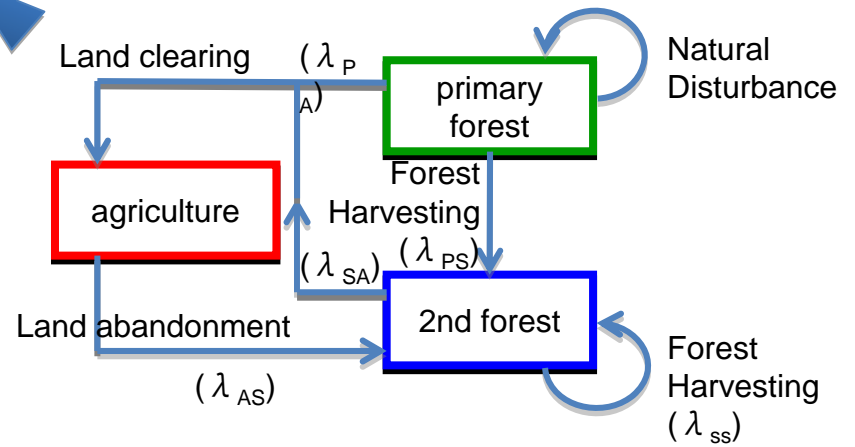 Land clearing
( λ P
A)
primary
forest
Natural
Disturbance
agriculture
Forest
Harvesting
( λ PS)
( λ SA)
2nd forest
Land abandonment
( λ AS)
Forest
Harvesting
( λ ss)